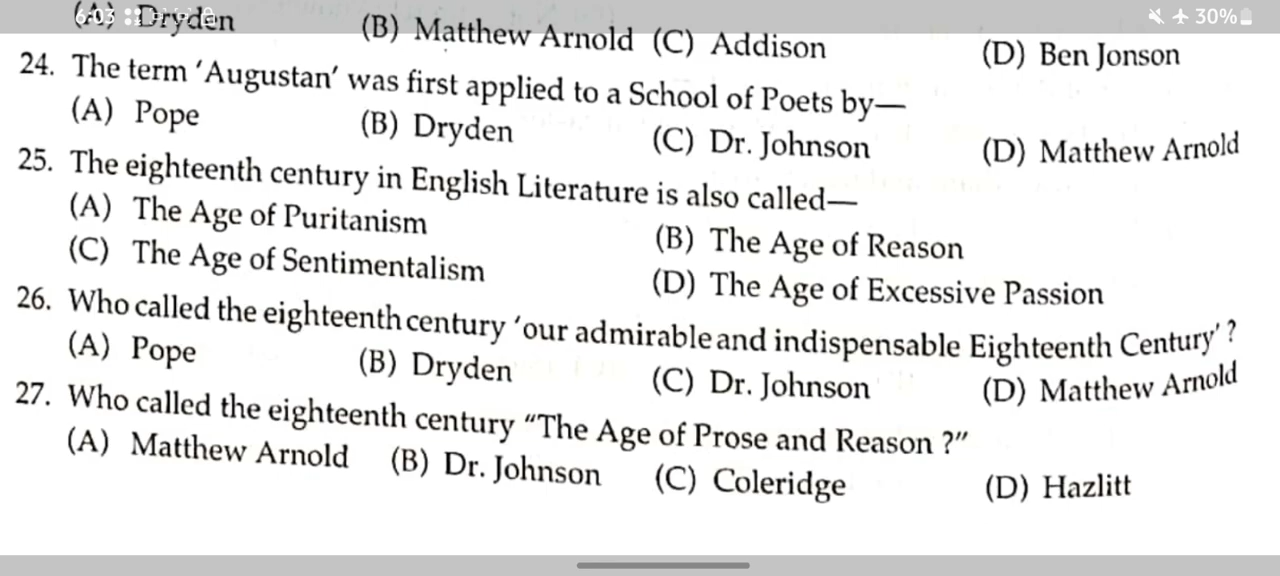 6:03
30%
(A) Dryden (B) Matthew Arnold (C) Addison (D) Ben Jonson
24. The term ‘Augustan’ was first applied to a School of Poets by—
(A) Pope (B) Dryden (C) Dr. Johnson (D) Matthew Arnold
25. The eighteenth century in English Literature is also called—
(A) The Age of Puritanism (B) The Age of Reason
(C) The Age of Sentimentalism (D) The Age of Excessive Passion
26. Who called the eighteenth century ‘our admirable and indispensable Eighteenth Century’ ?
(A) Pope (B) Dryden (C) Dr. Johnson (D) Matthew Arnold
27. Who called the eighteenth century “The Age of Prose and Reason ?”
(A) Matthew Arnold (B) Dr. Johnson (C) Coleridge (D) Hazlitt